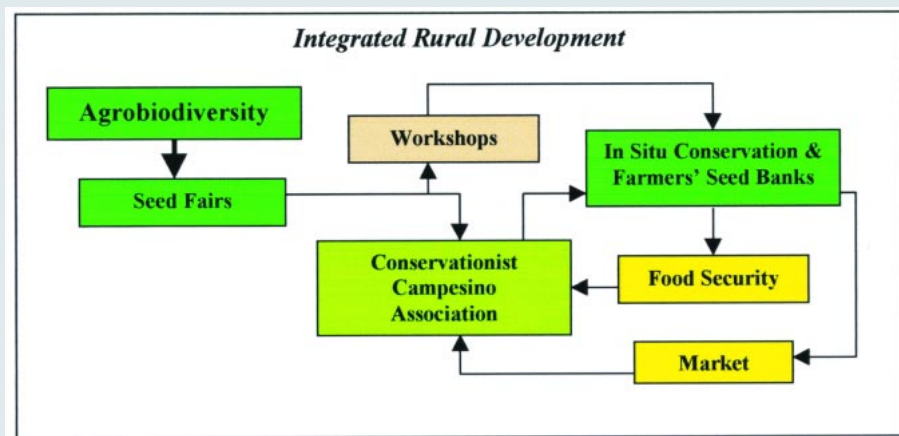 Integrated Rural Development
Agrobiodiversity
Workshops
In Situ Conservation &
Farmers' Seed Banks
Seed Fairs
Conservationist
Campesino
Association
Food Security
Market